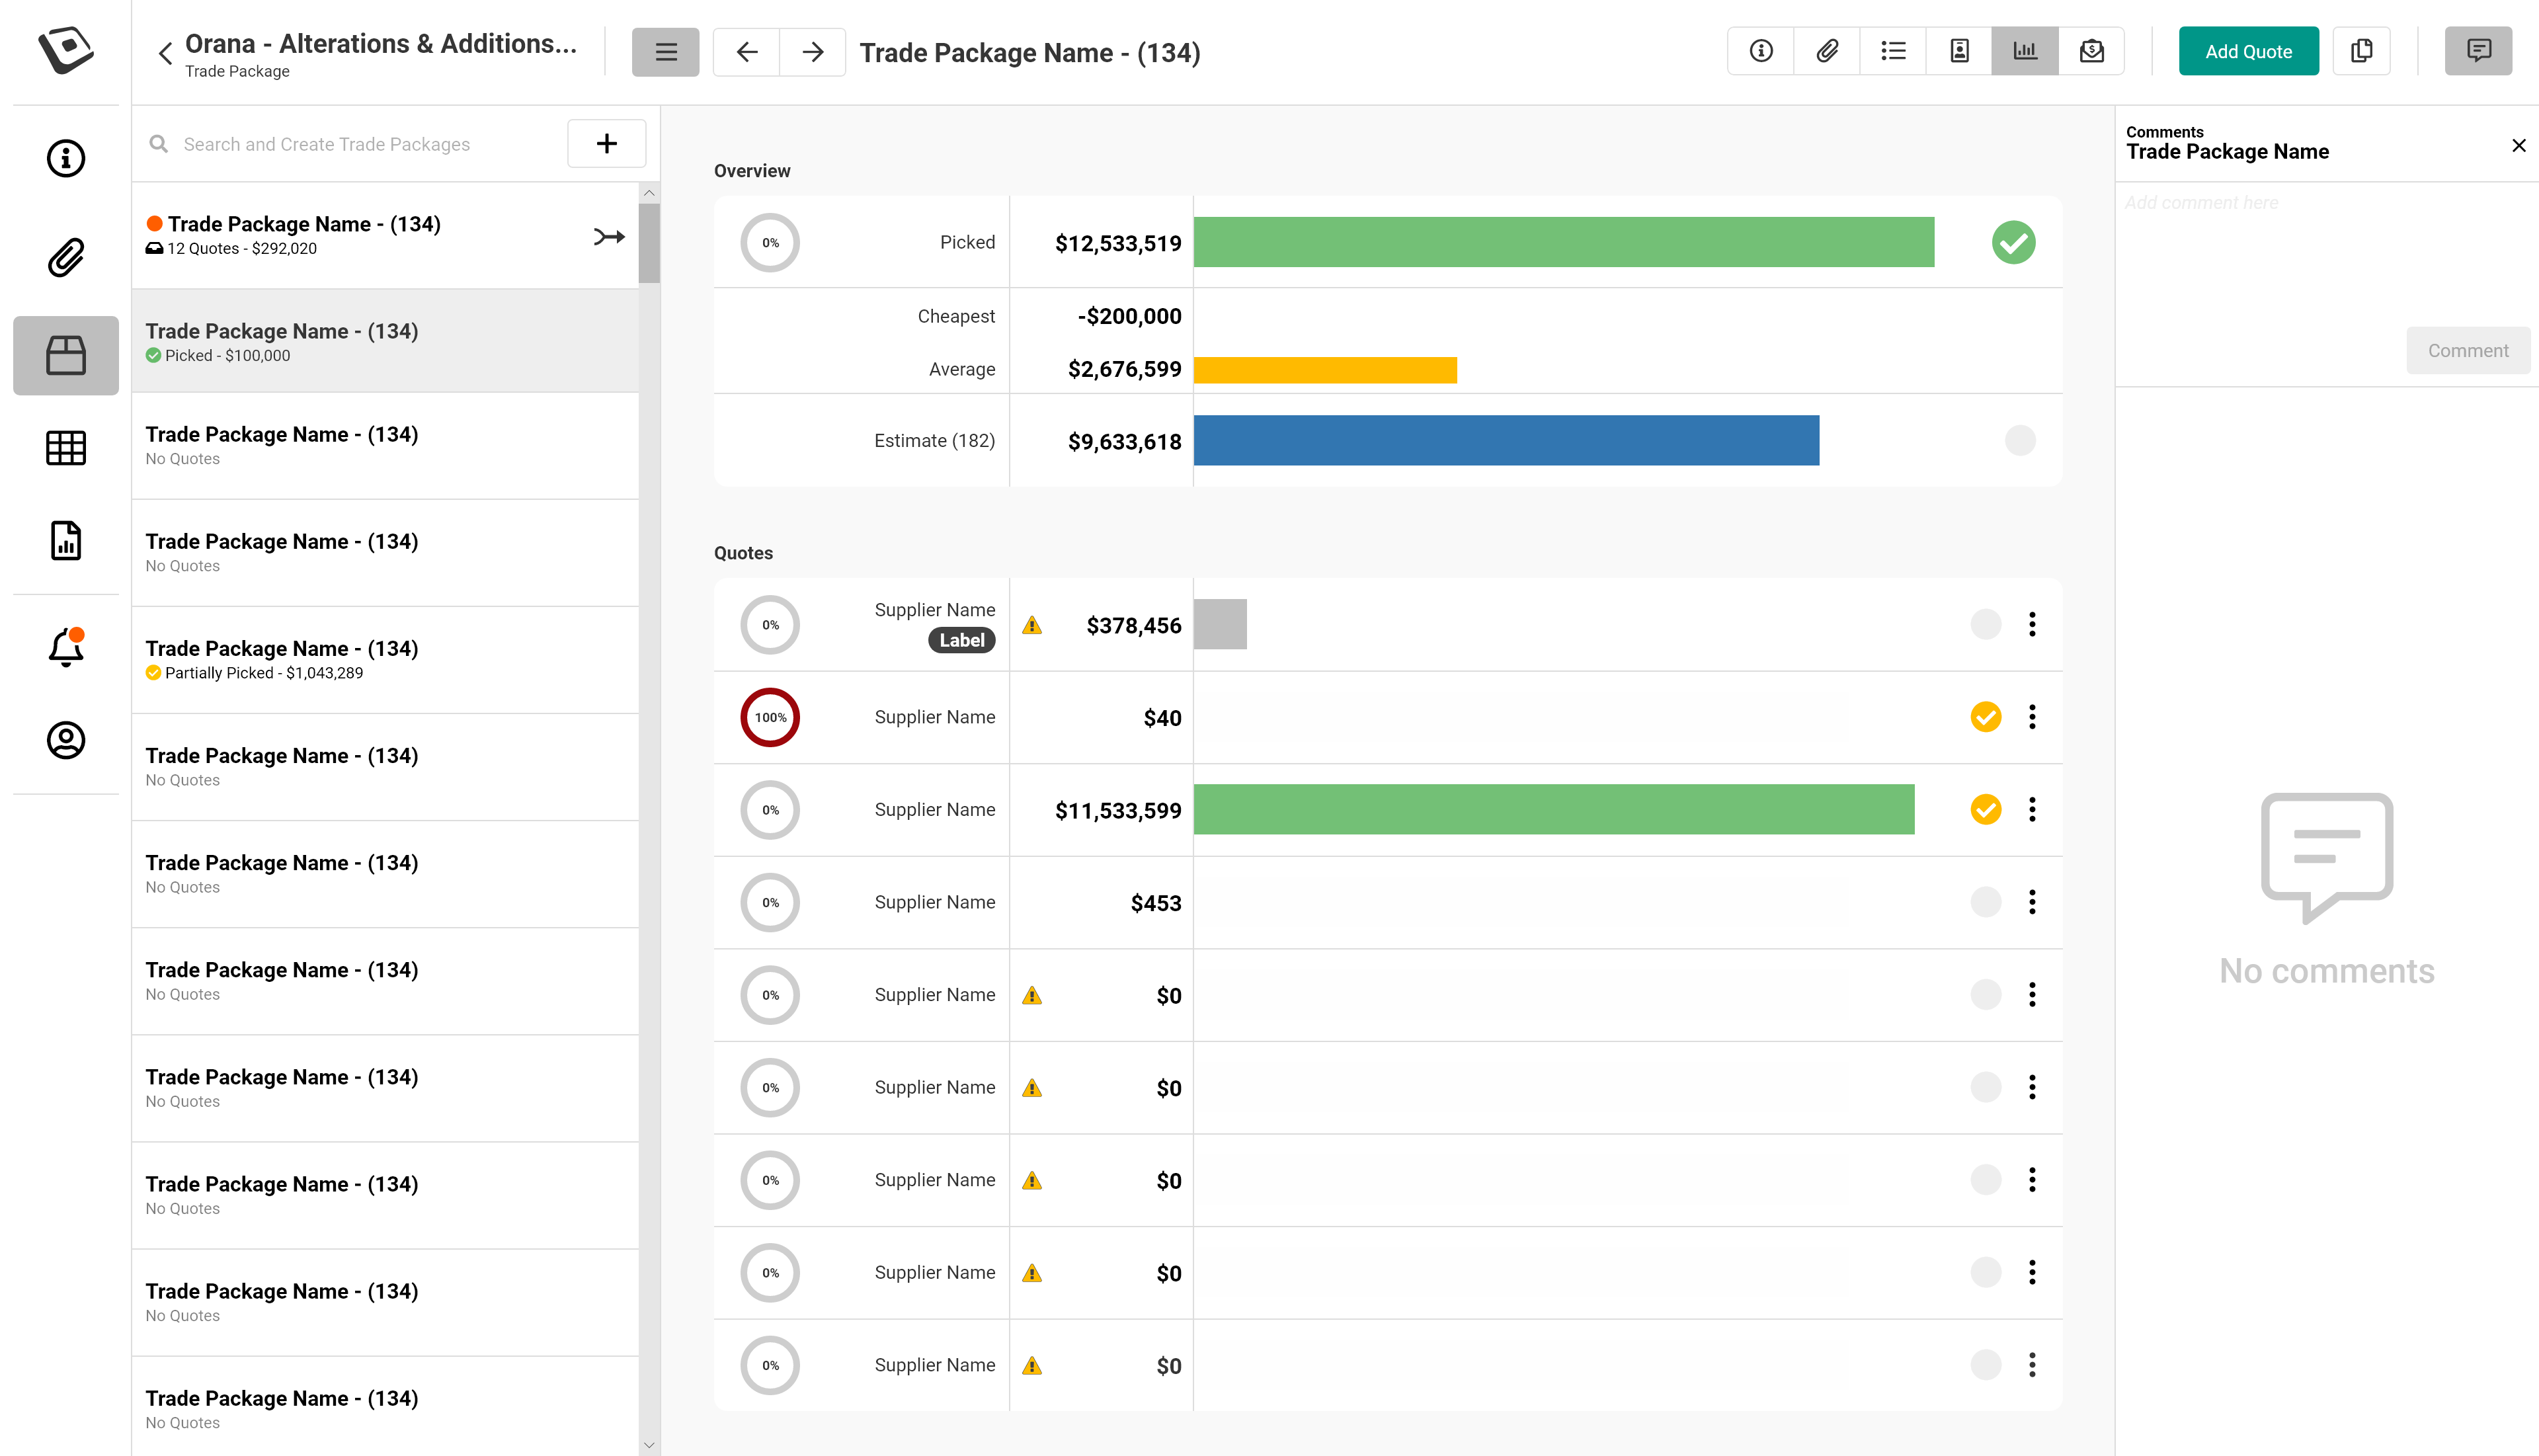 Orana - Alterations & Additions...
Trade Package
Trade Package Name - (134)
Add Quote
Search and Create Trade Packages
Trade Package Name - (134)
12 Quotes - $292,020
Trade Package Name - (134)
Picked - $100,000
Trade Package Name - (134)
No Quotes
Trade Package Name - (134)
No Quotes
Trade Package Name - (134)
Partially Picked - $1,043,289
Trade Package Name - (134)
No Quotes
Trade Package Name - (134)
No Quotes
Trade Package Name - (134)
No Quotes
Trade Package Name - (134)
No Quotes
Trade Package Name - (134)
No Quotes
Trade Package Name - (134)
No Quotes
Trade Package Name - (134)
No Quotes
Overview
0% Picked $12,533,519
Cheapest -$200,000
Average $2,676,599
Estimate (182) $9,633,618
Quotes
0% Supplier Name $378,456
Label
100% Supplier Name $40
0% Supplier Name $11,533,599
0% Supplier Name $453
0% Supplier Name $0
0% Supplier Name $0
0% Supplier Name $0
0% Supplier Name $0
0% Supplier Name $0
Comments
Trade Package Name
Add comment here
Comment
No comments